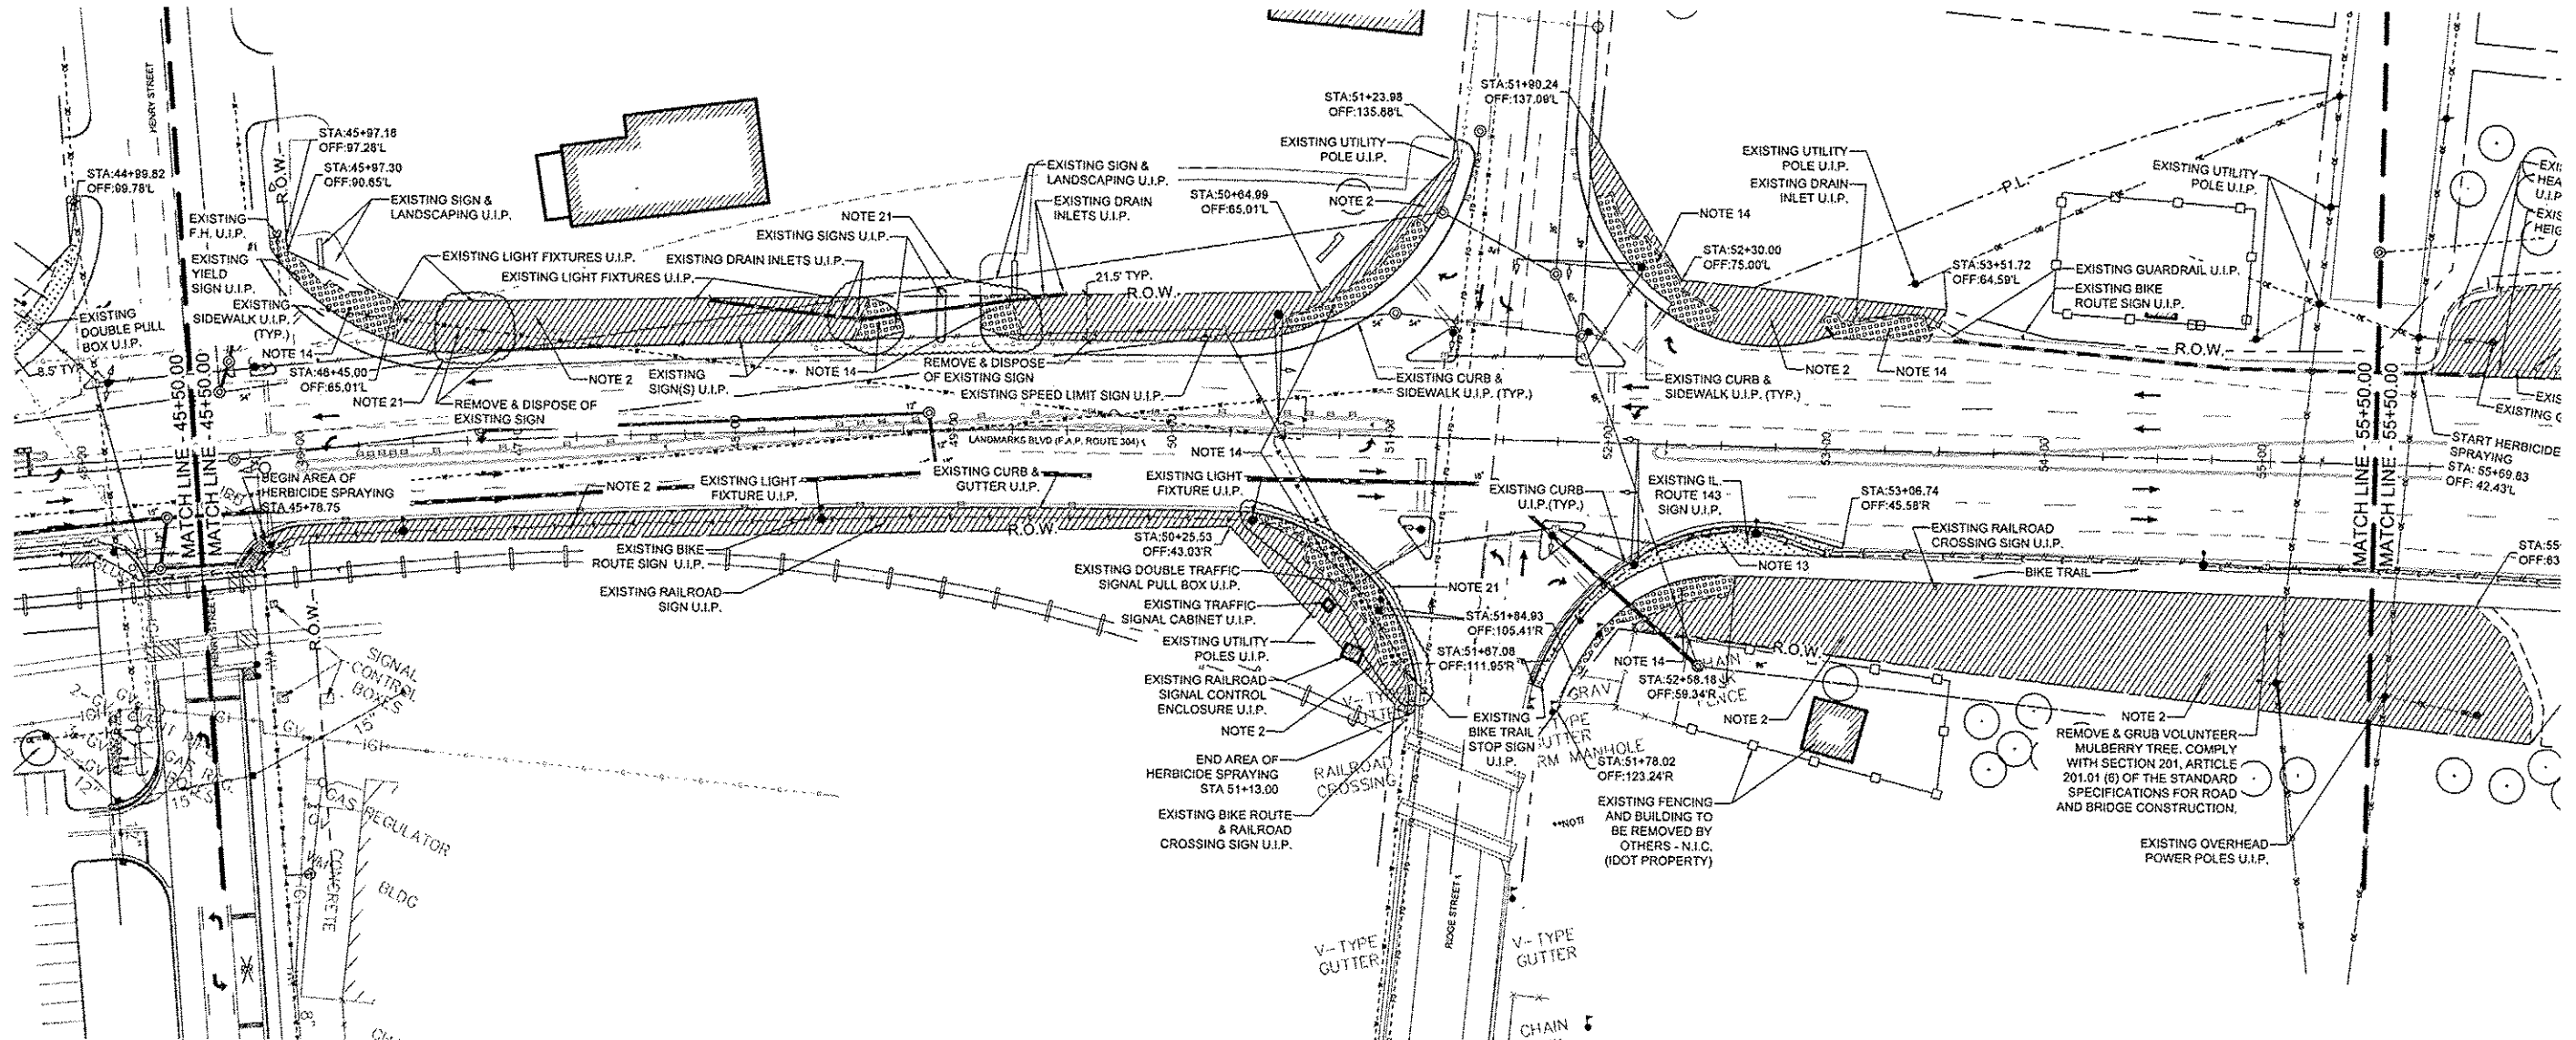 HENRY STREET
STA:44+99.82
OFF:99.78'L
STA:45+97.18
OFF:97.28'L
STA:45+97.30
OFF:90.65'L
R.O.W.
EXISTING SIGN &
LANDSCAPING U.I.P.
EXISTING
F.H. U.I.P.
EXISTING
YIELD
SIGN U.I.P.
EXISTING
SIDEWALK U.I.P.
(TYP.)
EXISTING
DOUBLE PULL
BOX U.I.P.
8.5' TYP.
NOTE 14
STA:46+45.00
OFF:65.01'L
NOTE 21
EXISTING LIGHT FIXTURES U.I.P.
EXISTING LIGHT FIXTURES U.I.P.
EXISTING DRAIN INLETS U.I.P.
EXISTING SIGNS U.I.P.
NOTE 21
EXISTING SIGN &
LANDSCAPING U.I.P.
EXISTING DRAIN
INLETS U.I.P.
21.5' TYP.
R.O.W.
STA:50+64.99
OFF:65.01'L
STA:51+23.98
OFF:135.88'L
EXISTING UTILITY
POLE U.I.P.
NOTE 2
STA:51+90.24
OFF:137.09'L
NOTE 14
STA:52+30.00
OFF:75.00'L
EXISTING UTILITY
POLE U.I.P.
EXISTING DRAIN
INLET U.I.P.
P.L.
STA:53+51.72
OFF:64.59'L
EXISTING UTILITY
POLE U.I.P.
EXISTING GUARDRAIL U.I.P.
EXISTING BIKE
ROUTE SIGN U.I.P.
R.O.W.
NOTE 2
NOTE 14
REMOVE & DISPOSE OF
EXISTING SIGN
NOTE 2
EXISTING
SIGN(S) U.I.P.
NOTE 14
REMOVE & DISPOSE
OF EXISTING SIGN
EXISTING SPEED LIMIT SIGN U.I.P.
EXISTING CURB &
SIDEWALK U.I.P. (TYP.)
EXISTING CURB &
SIDEWALK U.I.P. (TYP.)
MATCH LINE - 45+50.00
MATCH LINE - 45+50.00
MATCH LINE - 55+50.00
MATCH LINE - 55+50.00
LANDMARKS BLVD (F.A.P. ROUTE 304)
51+00
52+00
53+00
54+00
55+00
START HERBICIDE
SPRAYING
STA: 55+69.83
OFF: 42.43'L
BEGIN AREA OF
HERBICIDE SPRAYING
STA.45+78.75
NOTE 2
EXISTING LIGHT
FIXTURE U.I.P.
EXISTING CURB &
GUTTER U.I.P.
NOTE 14
EXISTING LIGHT
FIXTURE U.I.P.
EXISTING CURB
U.I.P.(TYP.)
EXISTING IL.
ROUTE 143
SIGN U.I.P.
STA:53+06.74
OFF:45.58'R
EXISTING RAILROAD
CROSSING SIGN U.I.P.
BIKE TRAIL
NOTE 13
R.O.W.
EXISTING BIKE
ROUTE SIGN U.I.P.
EXISTING RAILROAD
SIGN U.I.P.
STA:50+25.53
OFF:43.03'R
EXISTING DOUBLE TRAFFIC
SIGNAL PULL BOX U.I.P.
EXISTING TRAFFIC
SIGNAL CABINET U.I.P.
EXISTING UTILITY
POLES U.I.P.
EXISTING RAILROAD
SIGNAL CONTROL
ENCLOSURE U.I.P.
NOTE 2
END AREA OF
HERBICIDE SPRAYING
STA 51+13.00
EXISTING BIKE ROUTE
& RAILROAD
CROSSING SIGN U.I.P.
NOTE 21
STA:51+84.93
OFF:105.41'R
STA:51+67.08
OFF:111.95'R
EXISTING
BIKE TRAIL
STOP SIGN
U.I.P.
NOTE 14
STA:52+58.18
OFF:59.34'R
R.O.W.
NOTE 2
STA:51+78.02
OFF:123.24'R
EXISTING FENCING
AND BUILDING TO
BE REMOVED BY
OTHERS - N.I.C.
(IDOT PROPERTY)
NOTE 2
REMOVE & GRUB VOLUNTEER
MULBERRY TREE. COMPLY
WITH SECTION 201, ARTICLE
201.01 (6) OF THE STANDARD
SPECIFICATIONS FOR ROAD
AND BRIDGE CONSTRUCTION.
EXISTING OVERHEAD
POWER POLES U.I.P.
R.O.W.
SIGNAL
CONTROL
BOXES
GAS REGULATOR
CONCRETE
BLDG
RAILROAD
CROSSING
RIDGE STREET
V-TYPE
GUTTER
V-TYPE
GUTTER
CHAIN